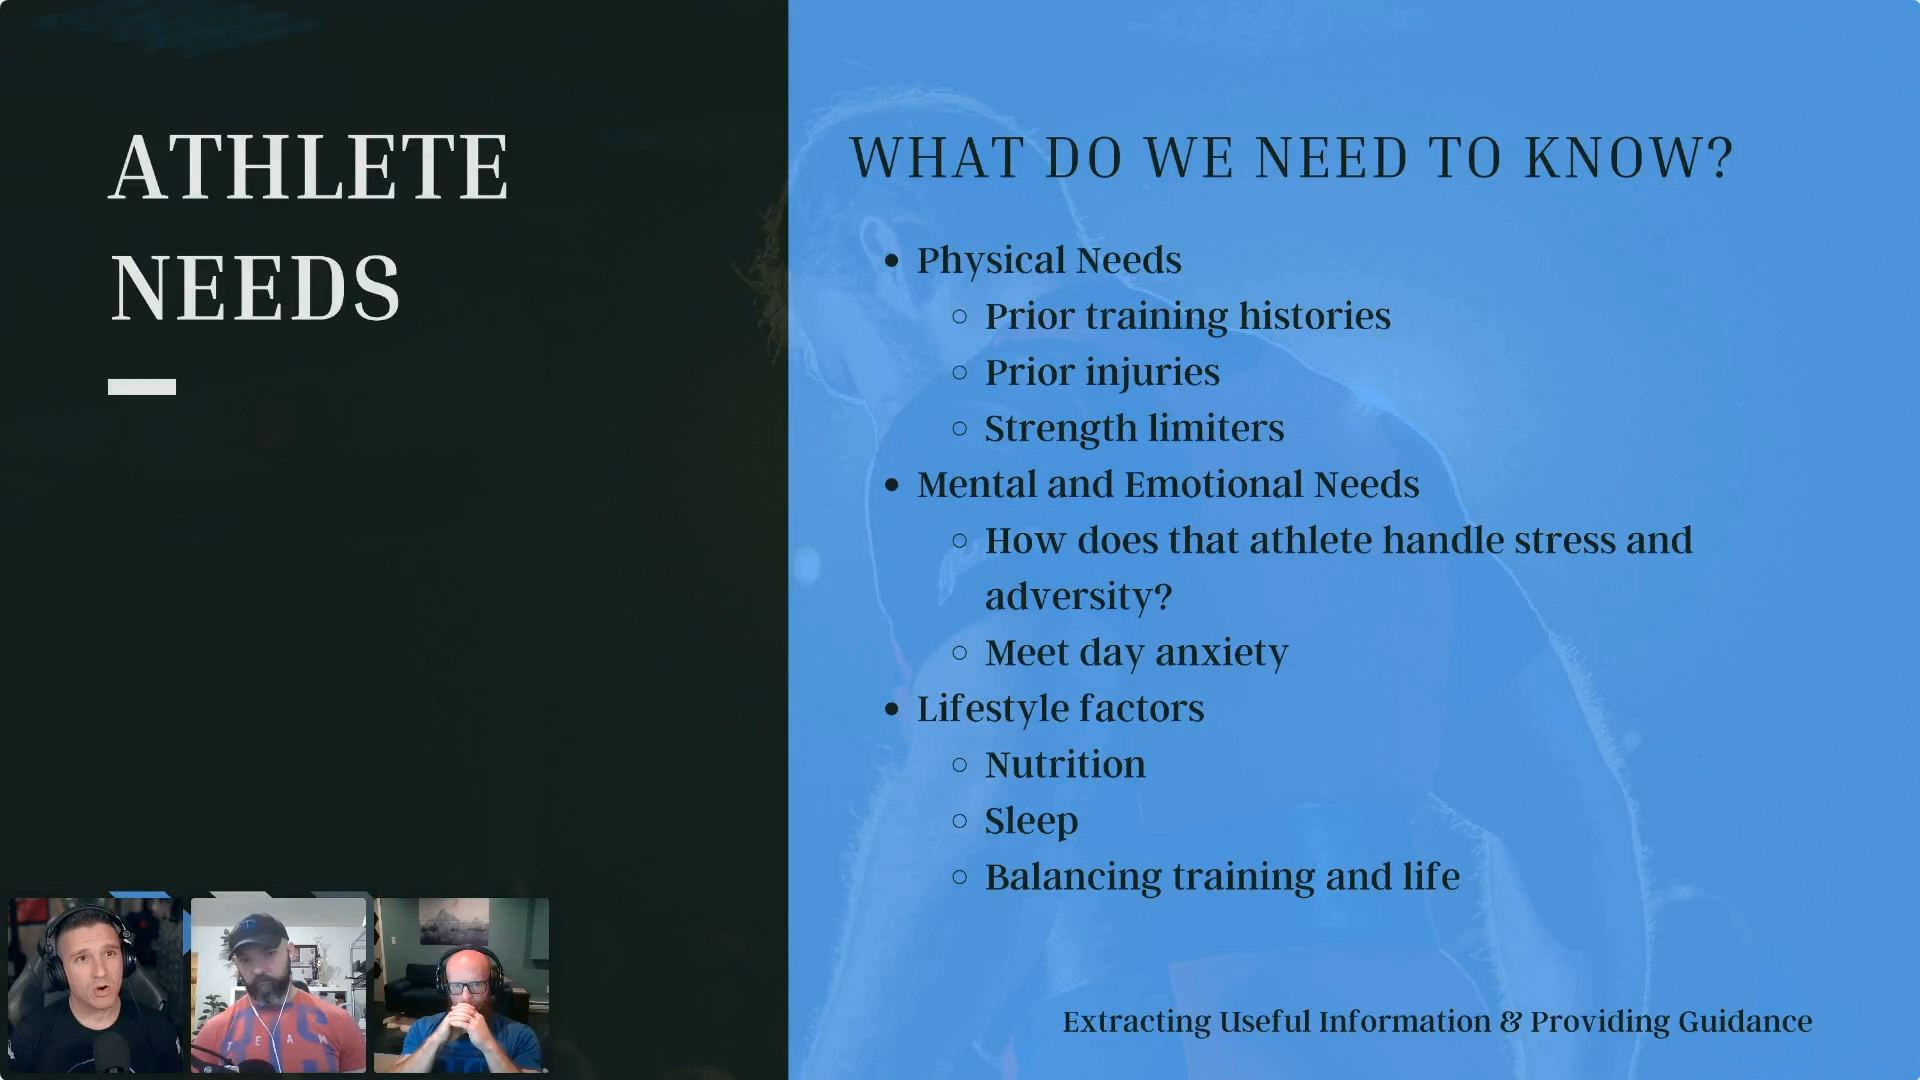 ATHLETE
NEEDS
WHAT DO WE NEED TO KNOW?
• Physical Needs
○ Prior training histories
○ Prior injuries
○ Strength limiters
• Mental and Emotional Needs
○ How does that athlete handle stress and
adversity?
○ Meet day anxiety
• Lifestyle factors
○ Nutrition
○ Sleep
○ Balancing training and life
Extracting Useful Information & Providing Guidance
TEAM